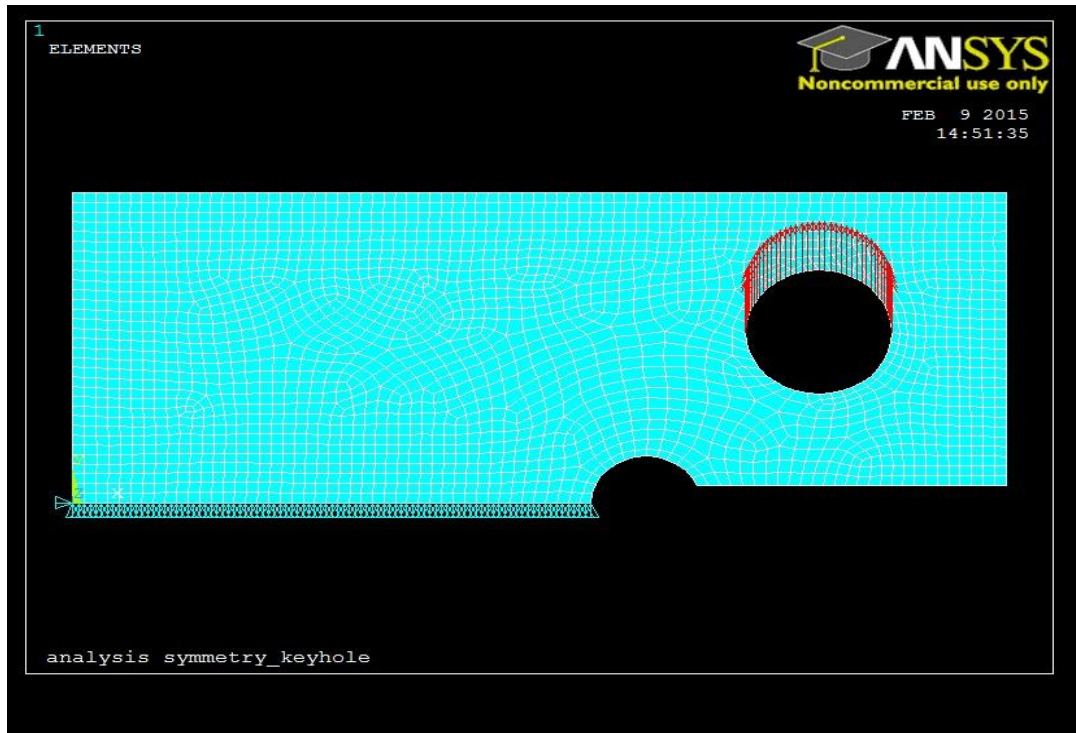 1
ELEMENTS
ANSYS
Noncommercial use only
FEB 9 2015
14:51:35
Y
Z X
analysis symmetry_keyhole